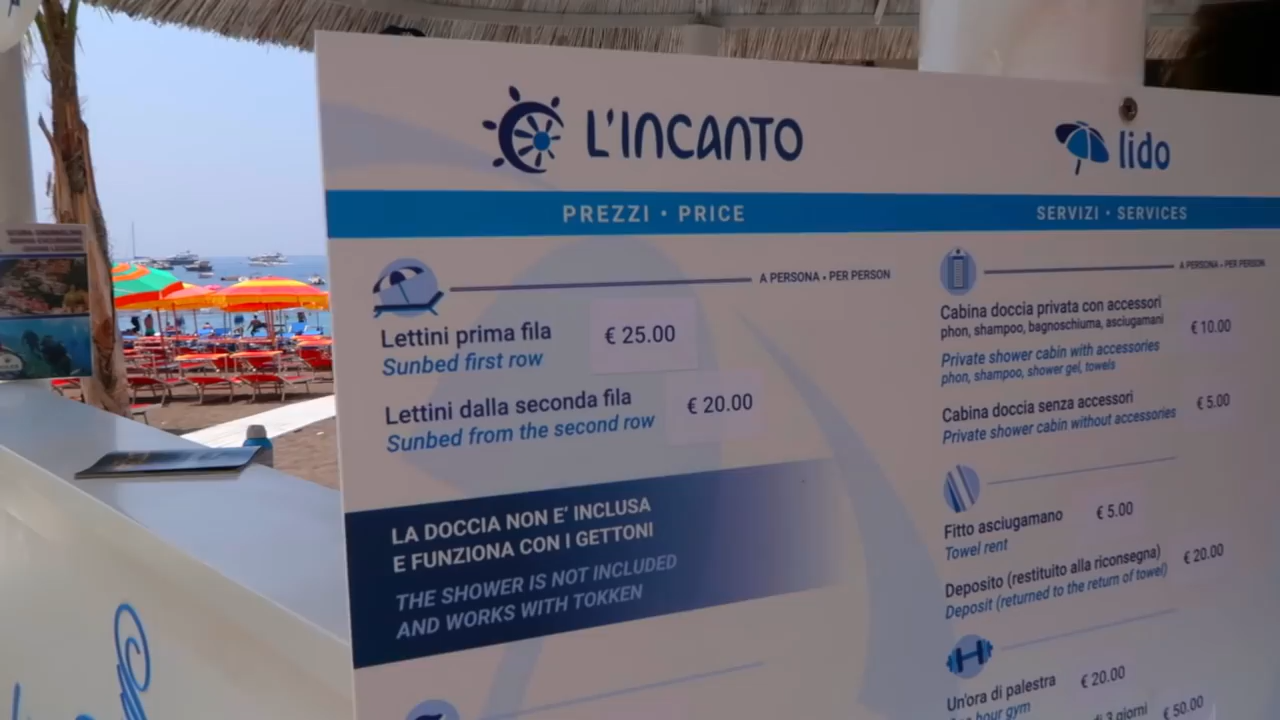 L'INCANTO
lido
PREZZI • PRICE
SERVIZI • SERVICES
A PERSONA • PER PERSON
Lettini prima fila
€ 25.00
Sunbed first row
Lettini dalla seconda fila
€ 20.00
Sunbed from the second row
LA DOCCIA NON E' INCLUSA
E FUNZIONA CON I GETTONI
THE SHOWER IS NOT INCLUDED
AND WORKS WITH TOKKEN
A PERSONA • PER PERSON
Cabina doccia privata con accessori
phon, shampoo, bagnoschiuma, asciugamani
€ 10.00
Private shower cabin with accessories
phon, shampoo, shower gel, towels
Cabina doccia senza accessori
€ 5.00
Private shower cabin without accessories
Fitto asciugamano
€ 5.00
Towel rent
Deposito (restituito alla riconsegna)
€ 20.00
Deposit (returned to the return of towel)
Un'ora di palestra
€ 20.00
hour gym
di 3 giorni
€ 50.00